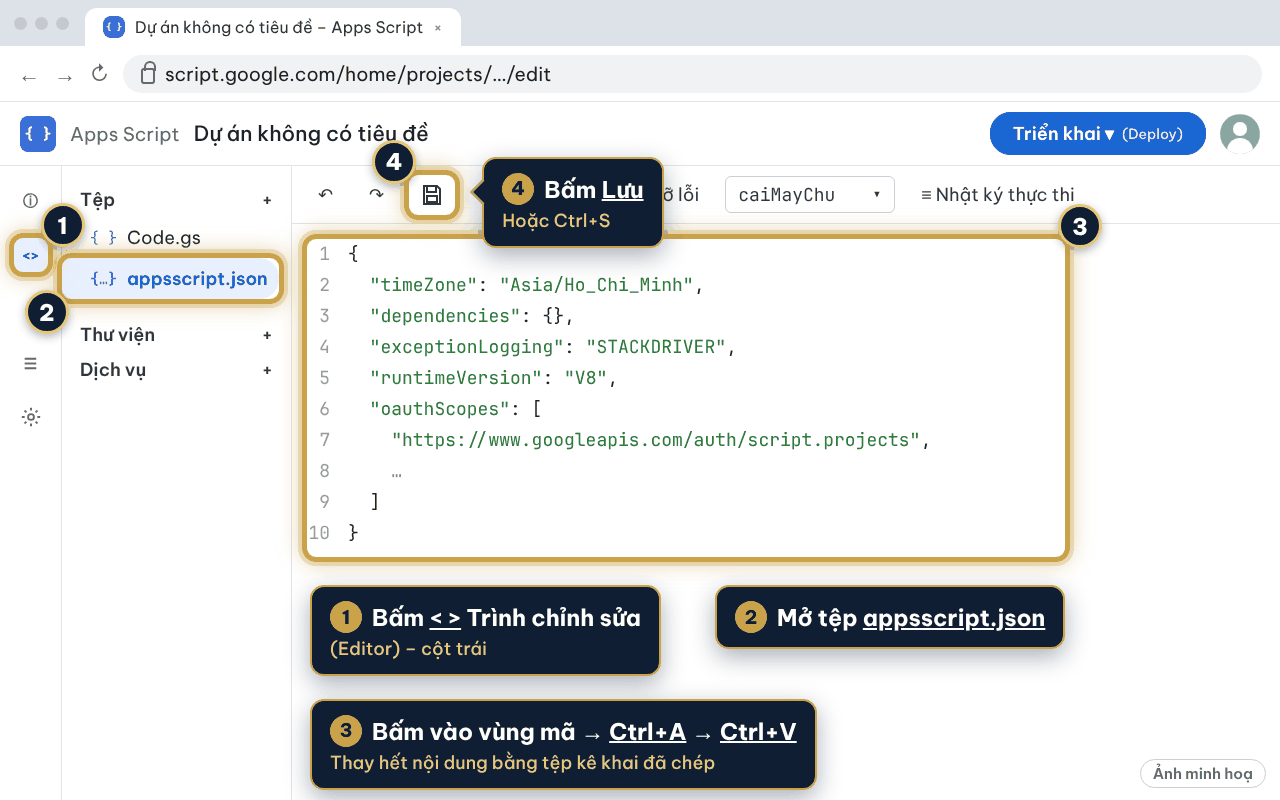 { } Dự án không có tiêu đề – Apps Script ×
← → script.google.com/home/projects/.../edit
{ } Apps Script Dự án không có tiêu đề
Triển khai ▾ (Deploy)
4
4 Bấm Lưu
Hoặc Ctrl+S
ỡ lỗi
caiMayChu ▾
≡ Nhật ký thực thi
3
Tệp +
1
{ } Code.gs
<>
{…} appsscript.json
2
Thư viện +
Dịch vụ +
1 {
2 "timeZone": "Asia/Ho_Chi_Minh",
3 "dependencies": {},
4 "exceptionLogging": "STACKDRIVER",
5 "runtimeVersion": "V8",
6 "oauthScopes": [
7 "https://www.googleapis.com/auth/script.projects",
8 …
9 ]
10 }
1 Bấm < > Trình chỉnh sửa
(Editor) – cột trái
2 Mở tệp appsscript.json
3 Bấm vào vùng mã → Ctrl+A → Ctrl+V
Thay hết nội dung bằng tệp kê khai đã chép
Ảnh minh hoạ